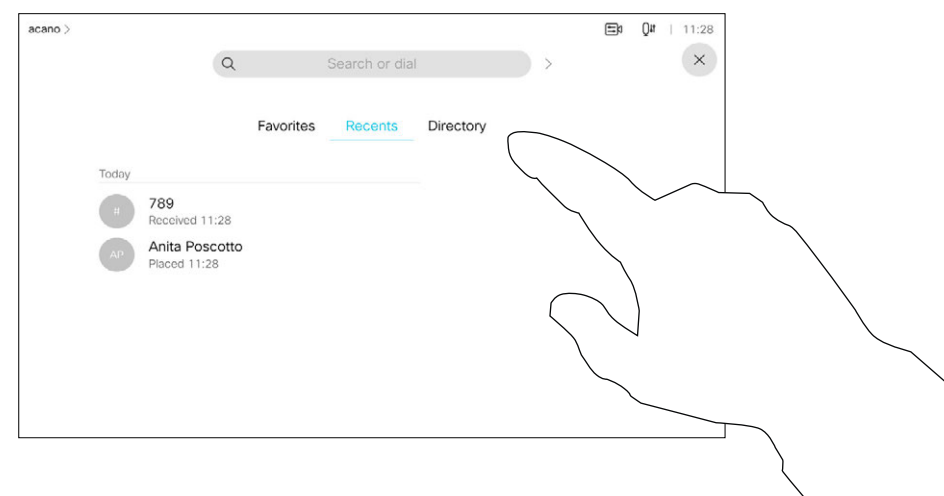 acano >
11:28
Search or dial
Favorites Recents Directory
Today
#
789
Received 11:28
AP
Anita Poscotto
Placed 11:28